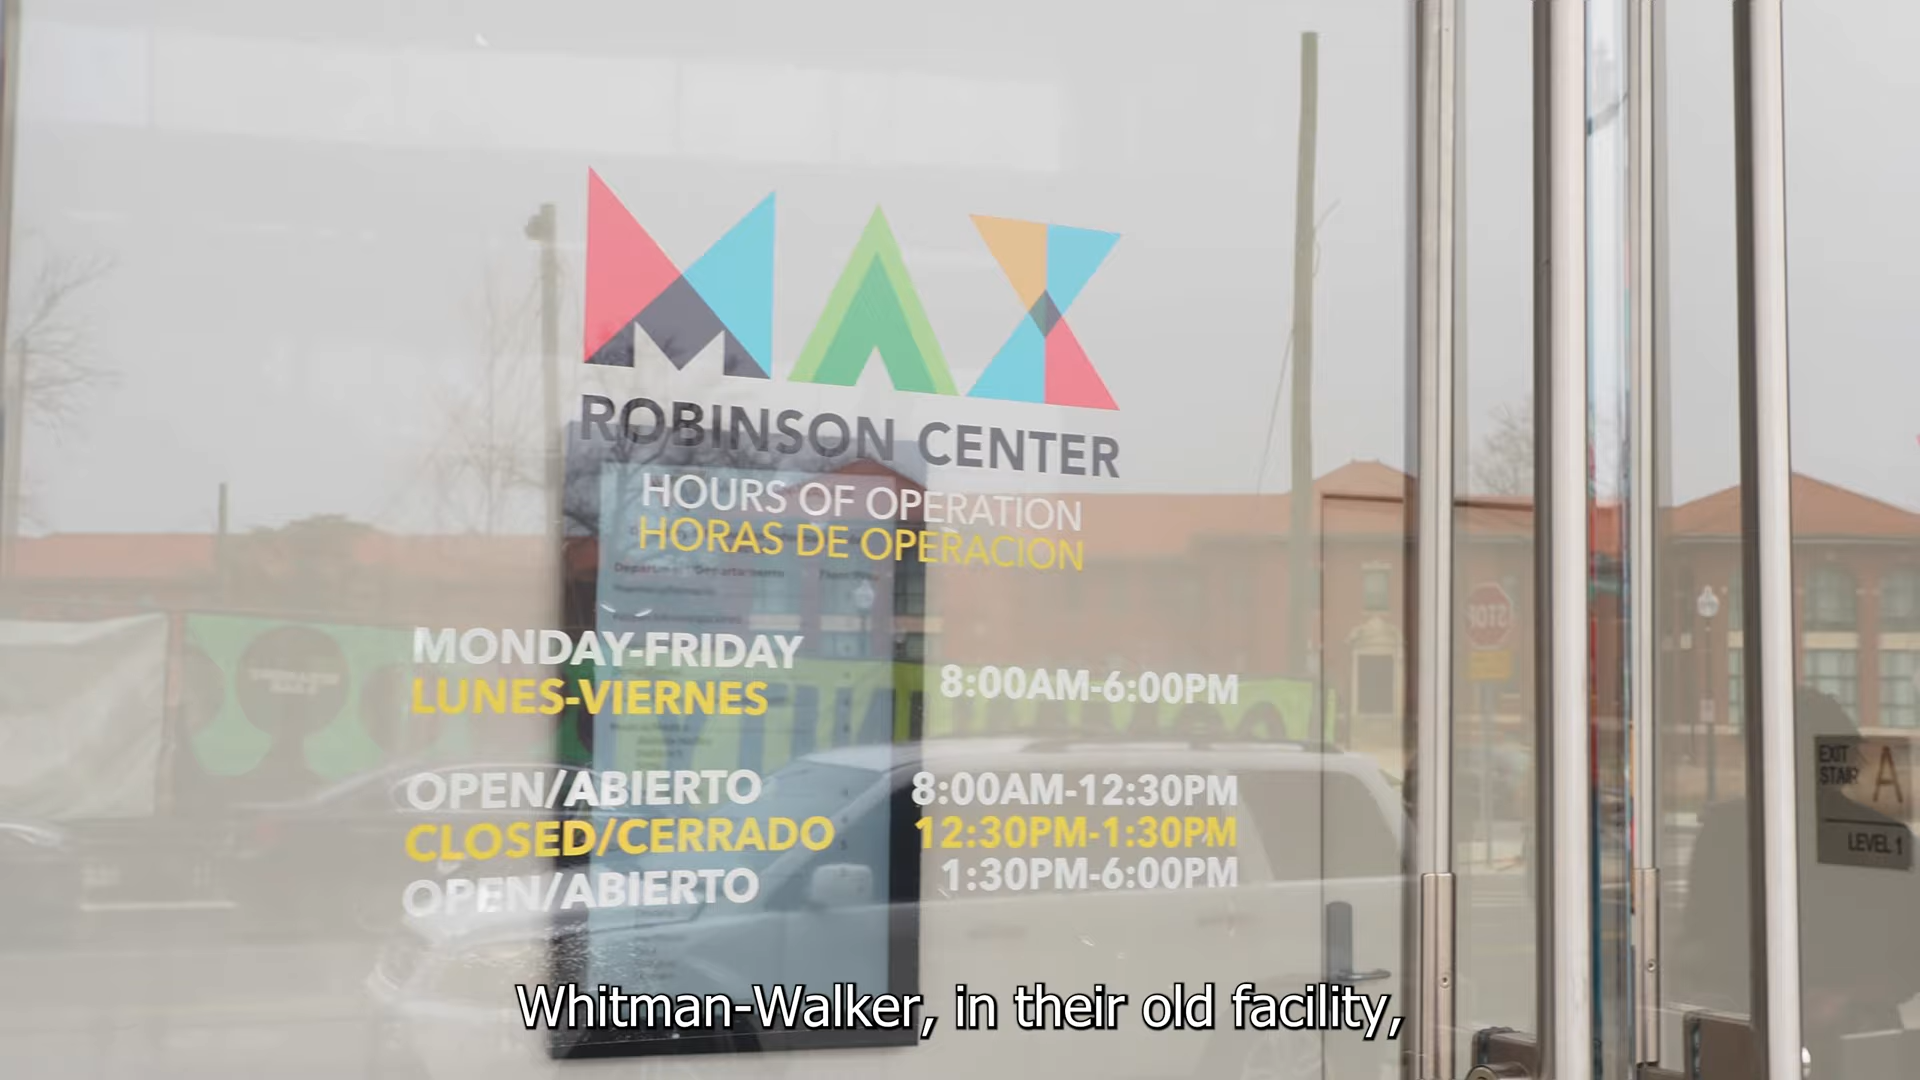 MAX
ROBINSON CENTER
HOURS OF OPERATION
HORAS DE OPERACION
MONDAY-FRIDAY
LUNES-VIERNES
8:00AM-6:00PM
OPEN/ABIERTO 8:00AM-12:30PM
CLOSED/CERRADO 12:30PM-1:30PM
OPEN/ABIERTO 1:30PM-6:00PM
STOP
EXIT
STAIR A
LEVEL 1
Whitman-Walker, in their old facility,